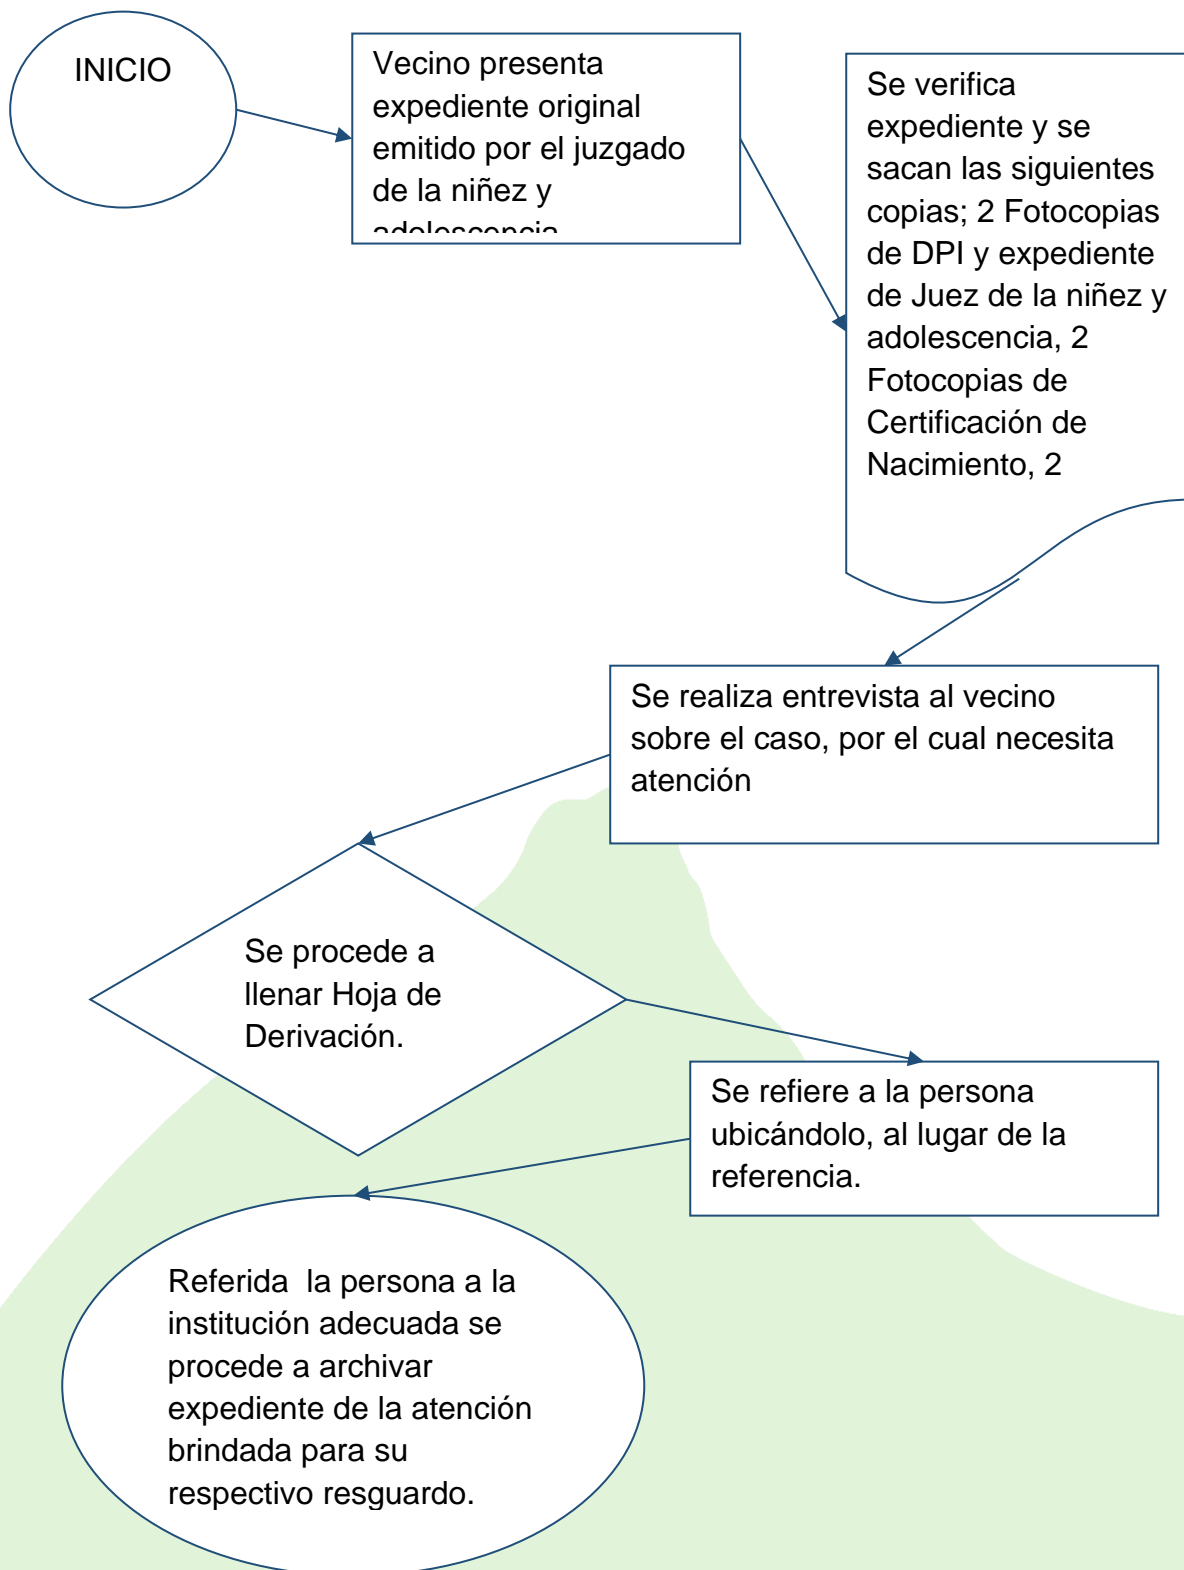 INICIO
Vecino presenta
expediente original
emitido por el juzgado
de la niñez y
adolescencia
Se verifica
expediente y se
sacan las siguientes
copias; 2 Fotocopias
de DPI y expediente
de Juez de la niñez y
adolescencia, 2
Fotocopias de
Certificación de
Nacimiento, 2
Se realiza entrevista al vecino
sobre el caso, por el cual necesita
atención
Se procede a
llenar Hoja de
Derivación.
Se refiere a la persona
ubicándolo, al lugar de la
referencia.
Referida  la persona a la
institución adecuada se
procede a archivar
expediente de la atención
brindada para su
respectivo resguardo.